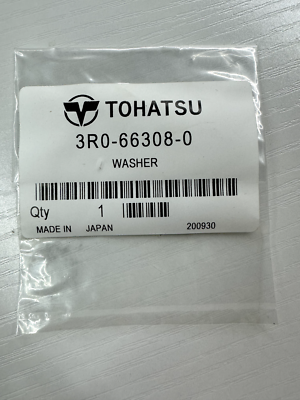 TOHATSU
3R0-66308-0
WASHER
Qty 1
MADE IN JAPAN 200930